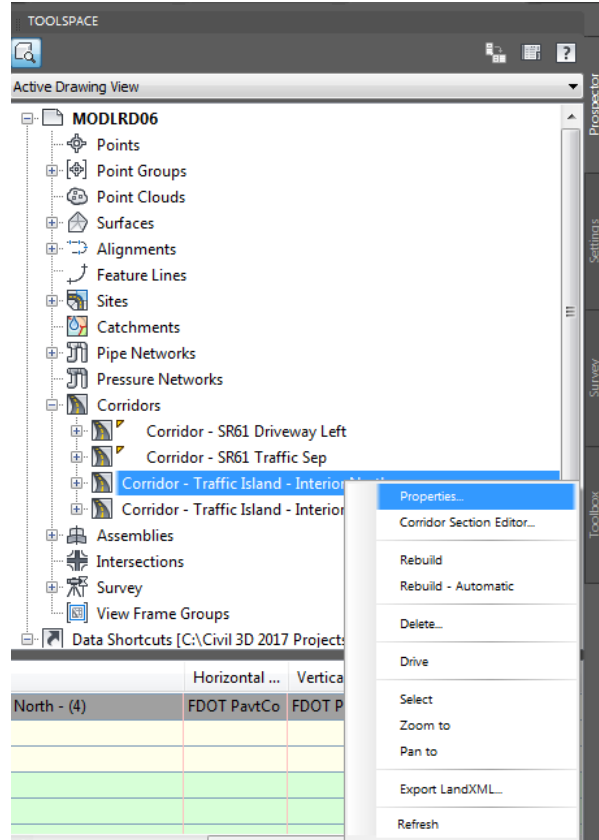 TOOLSPACE
?
Active Drawing View
MODLRD06
Points
Point Groups
Point Clouds
Surfaces
Alignments
Feature Lines
Sites
Catchments
Pipe Networks
Pressure Networks
Corridors
Corridor - SR61 Driveway Left
Corridor - SR61 Traffic Sep
Corridor - Traffic Island - Interior
Corridor - Traffic Island - Interior
Assemblies
Intersections
Survey
View Frame Groups
Data Shortcuts [C:\Civil 3D 2017 Projects
Properties...
Corridor Section Editor...
Rebuild
Rebuild - Automatic
Delete...
Drive
Select
Zoom to
Pan to
Export LandXML...
Refresh
Horizontal ... Vertica
North - (4) FDOT PavtCo FDOT P
Prospector
Settings
Survey
Toolbox